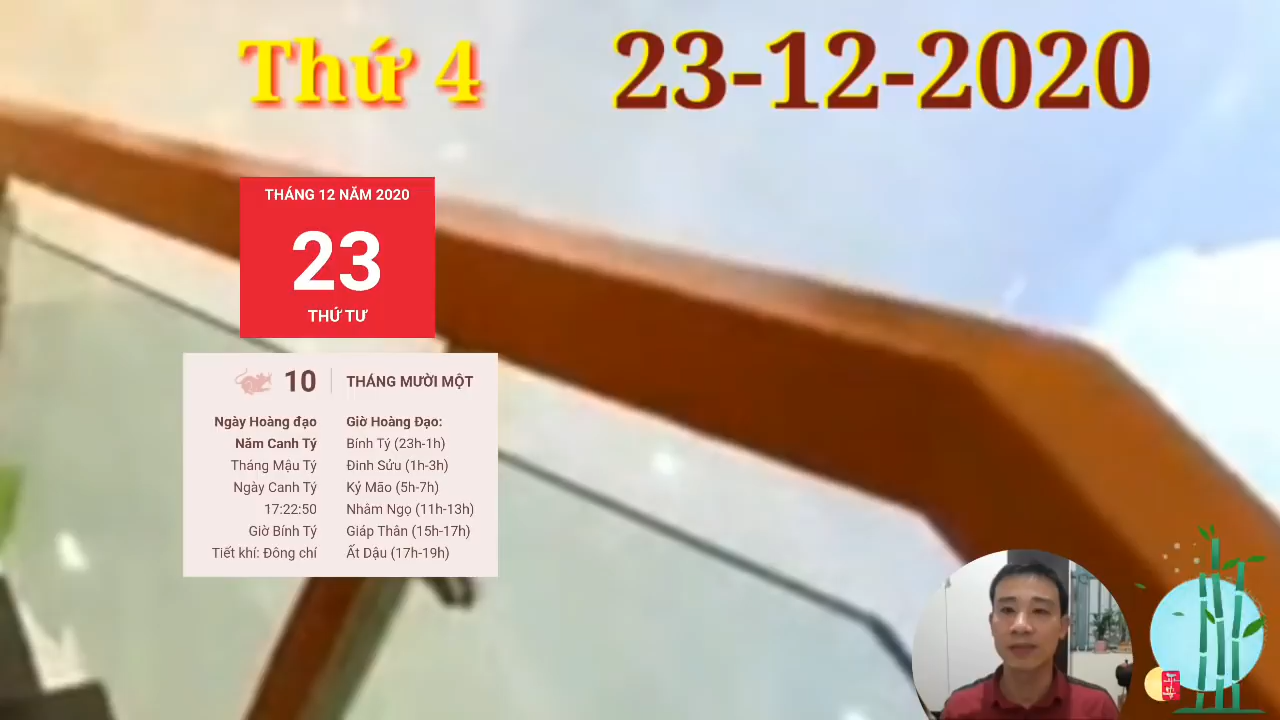 Thứ 4 23-12-2020
THÁNG 12 NĂM 2020
23
THỨ TƯ
10 THÁNG MƯỜI MỘT
Ngày Hoàng đạo Giờ Hoàng Đạo:
Năm Canh Tý Bính Tý (23h-1h)
Tháng Mậu Tý Đinh Sửu (1h-3h)
Ngày Canh Tý Kỷ Mão (5h-7h)
17:22:50 Nhâm Ngọ (11h-13h)
Giờ Bính Tý Giáp Thân (15h-17h)
Tiết khí: Đông chí Ất Dậu (17h-19h)
平安